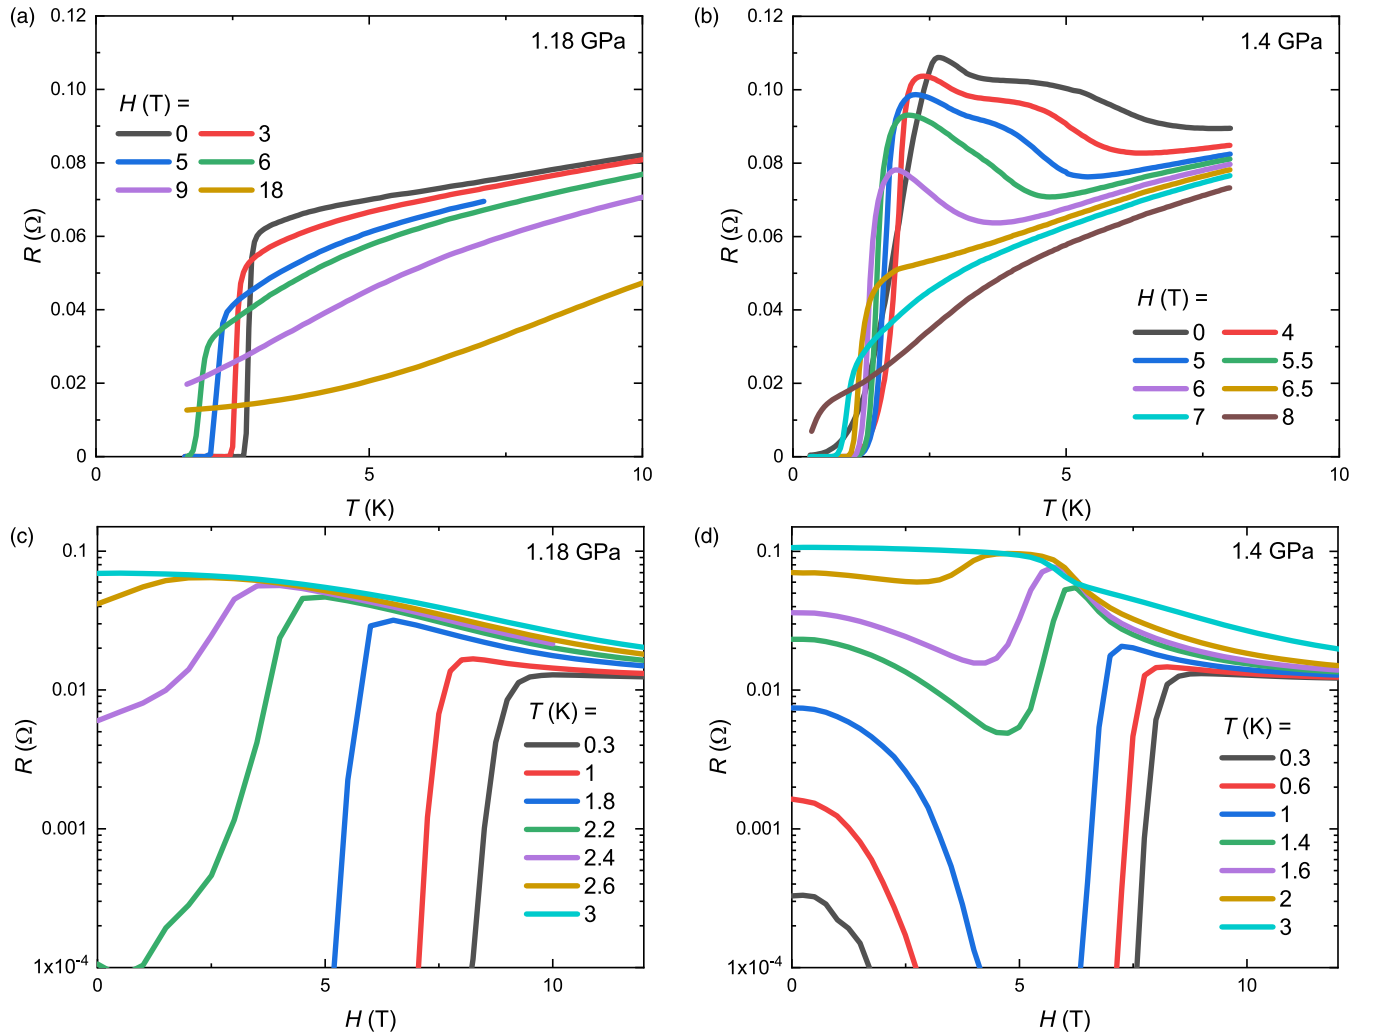 (a)
1.18 GPa
H (T) =
0 3
5 6
9 18
0.12
0.10
0.08
0.06
0.04
0.02
0
R (Ω)
0 5 10
T (K)
(b)
1.4 GPa
0.12
0.10
0.08
0.06
0.04
0.02
0
R (Ω)
H (T) =
0 4
5 5.5
6 6.5
7 8
0 5 10
T (K)
(c)
1.18 GPa
0.1
0.01
0.001
1x10⁻⁴
R (Ω)
T (K) =
0.3
1
1.8
2.2
2.4
2.6
3
0 5 10
H (T)
(d)
1.4 GPa
0.1
0.01
0.001
1x10⁻⁴
R (Ω)
T (K) =
0.3
0.6
1
1.4
1.6
2
3
0 5 10
H (T)